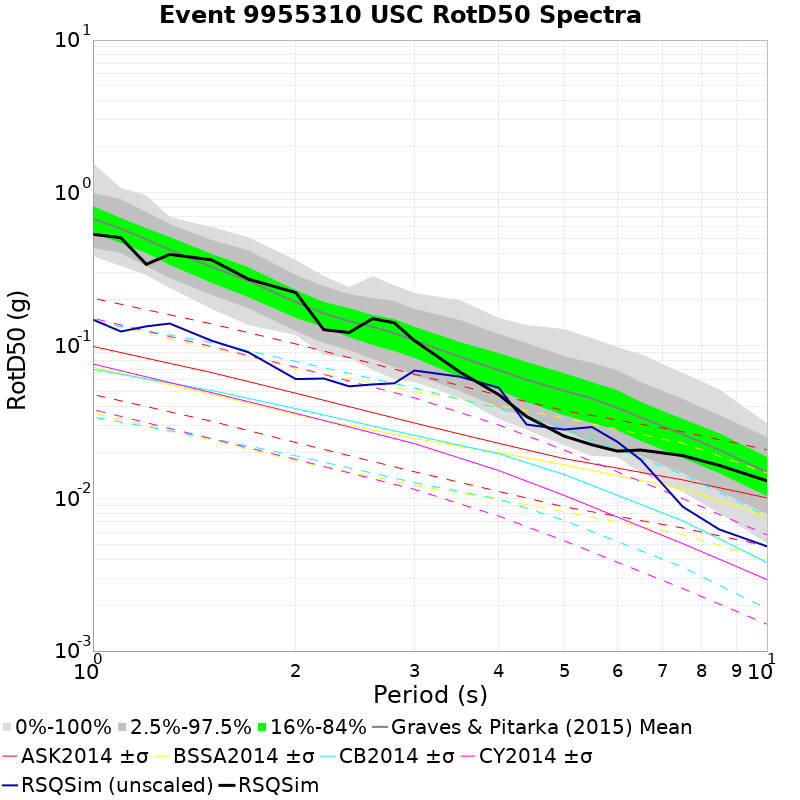 Event 9955310 USC RotD50 Spectra
10^1
10^0
10^-1
10^-2
10^-3
RotD50 (g)
10^0 2 3 4 5 6 7 8 9 10^1
Period (s)
0%-100% 2.5%-97.5% 16%-84% Graves & Pitarka (2015) Mean
ASK2014 ±σ BSSA2014 ±σ CB2014 ±σ CY2014 ±σ
RSQSim (unscaled) RSQSim